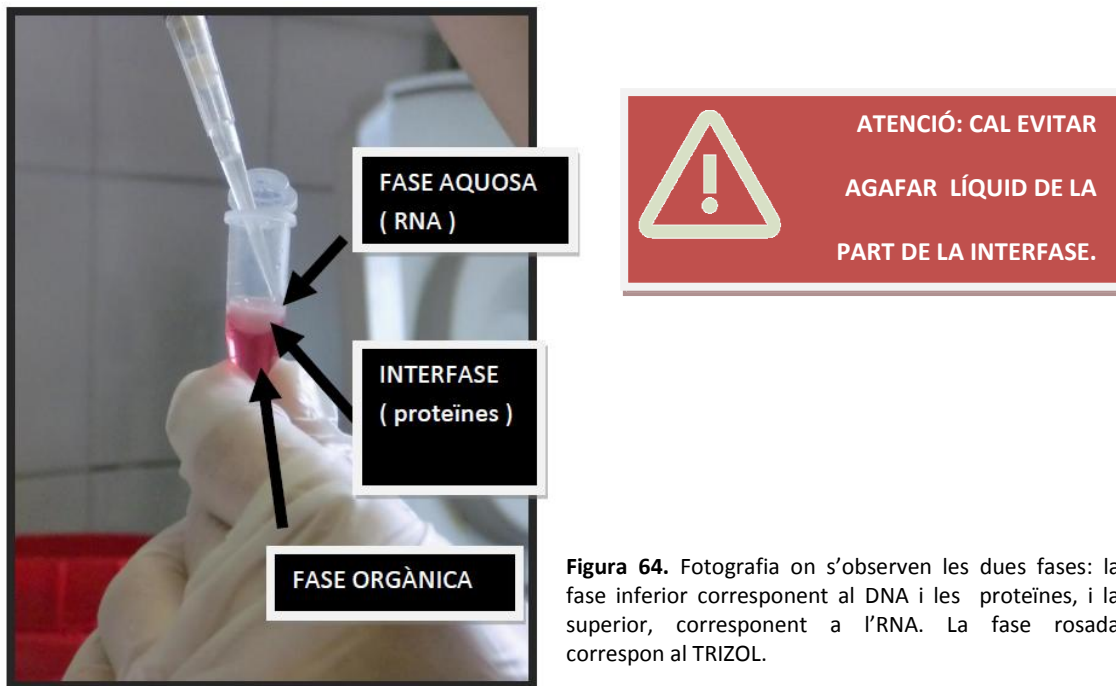 FASE AQUOSA
( RNA )
INTERFASE
( proteïnes )
FASE ORGÀNICA
ATENCIÓ: CAL EVITAR
AGAFAR LÍQUID DE LA
PART DE LA INTERFASE.
Figura 64. Fotografia on s’observen les dues fases: la
fase inferior corresponent al DNA i les proteïnes, i la
superior, corresponent a l’RNA. La fase rosada
correspon al TRIZOL.